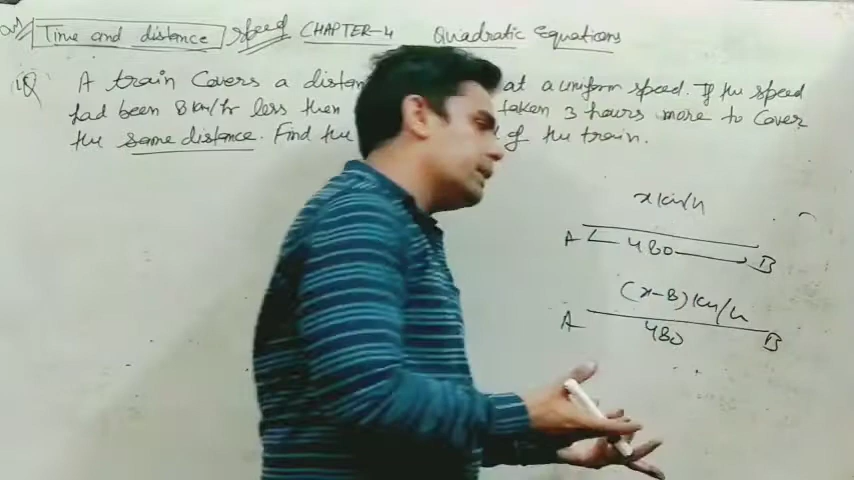 Time and distance speed CHAPTER-4 Quadratic Equations
A train Covers a distan at a uniform speed. If the speed
had been 8 km/hr less then taken 3 hours more to Cover
the same distance. Find the of the train.
x km/h
A 480 B
(x-8) km/h
A 480 B